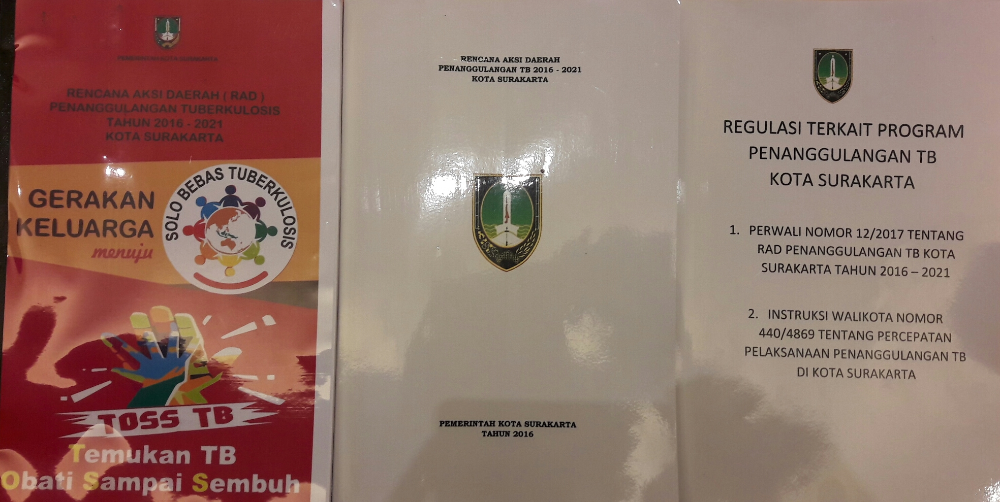 PEMERINTAH KOTA SURAKARTA
RENCANA AKSI DAERAH ( RAD )
PENANGGULANGAN TUBERKULOSIS
TAHUN 2016 - 2021
KOTA SURAKARTA
GERAKAN
KELUARGA
menuju
SOLO BEBAS TUBERKULOSIS
TOSS TB
Temukan TB
Obati Sampai Sembuh
RENCANA AKSI DAERAH
PENANGGULANGAN TB 2016 - 2021
KOTA SURAKARTA
PEMERINTAH KOTA SURAKARTA
TAHUN 2016
REGULASI TERKAIT PROGRAM
PENANGGULANGAN TB
KOTA SURAKARTA
1. PERWALI NOMOR 12/2017 TENTANG
RAD PENANGGULANGAN TB KOTA
SURAKARTA TAHUN 2016 – 2021
2. INSTRUKSI WALIKOTA NOMOR
440/4869 TENTANG PERCEPATAN
PELAKSANAAN PENANGGULANGAN TB
DI KOTA SURAKARTA